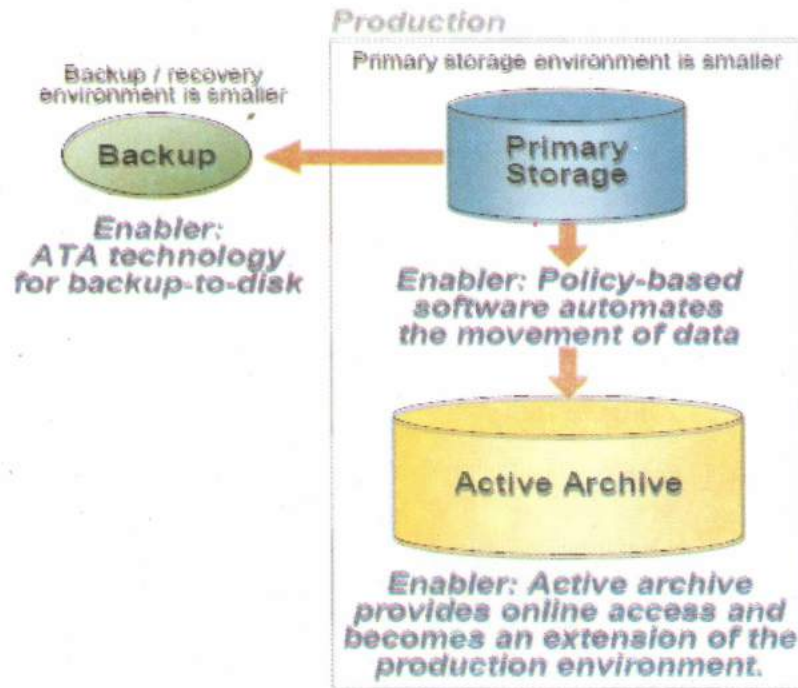 Production
Backup / recovery
environment is smaller
Primary storage environment is smaller
Backup
Primary
Storage
Enabler:
ATA technology
for backup-to-disk
Enabler: Policy-based
software automates
the movement of data
Active Archive
Enabler: Active archive
provides online access and
becomes an extension of the
production environment.